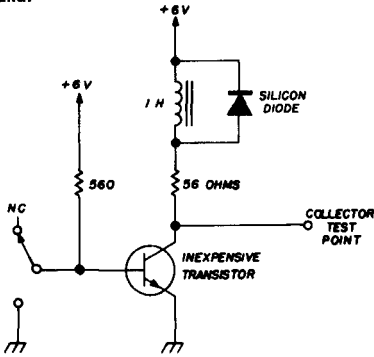 +6V
+6V
1 H
SILICON
DIODE
560
56 OHMS
NC
COLLECTOR
TEST
POINT
INEXPENSIVE
TRANSISTOR